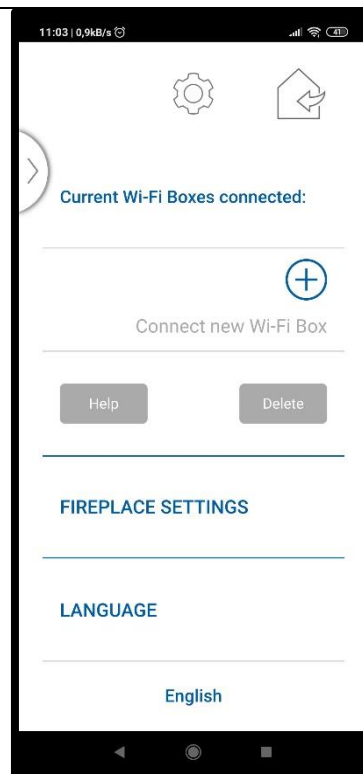 11:03 | 0,9kB/s
41
Current Wi-Fi Boxes connected:
Connect new Wi-Fi Box
Help
Delete
FIREPLACE SETTINGS
LANGUAGE
English